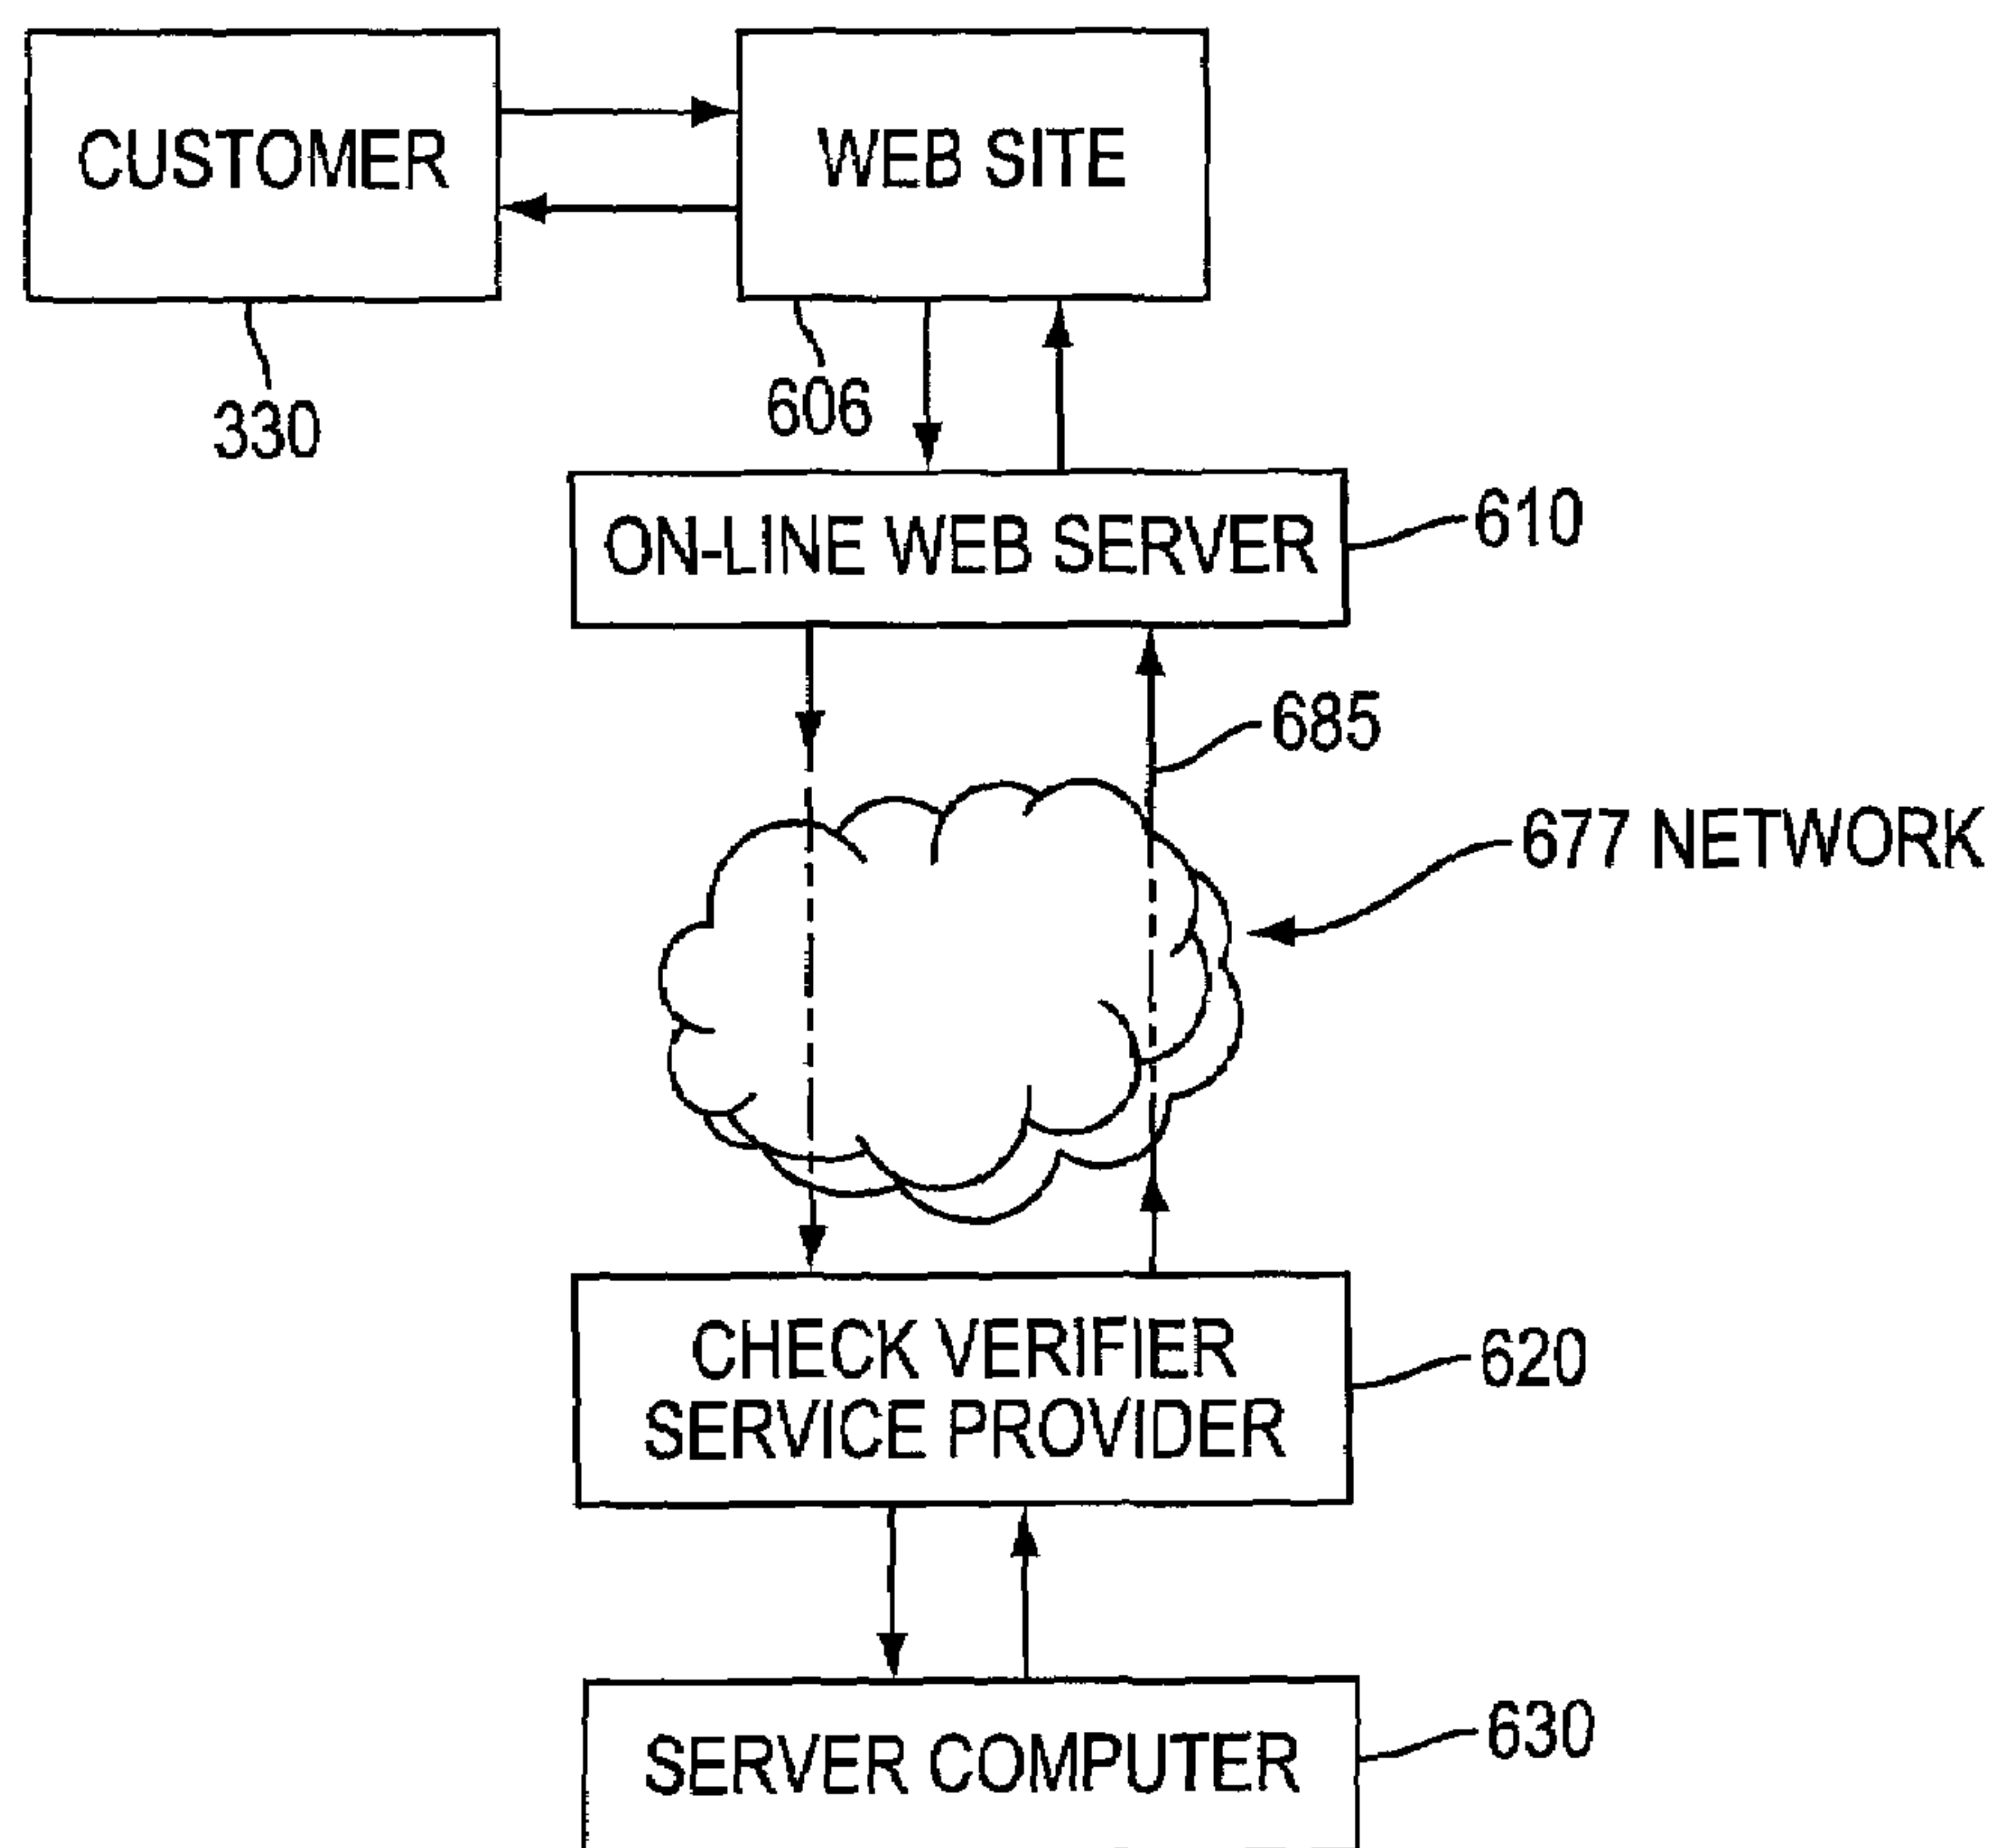 CUSTOMER
WEB SITE
330
606
ON-LINE WEB SERVER
610
685
677 NETWORK
CHECK VERIFIER
SERVICE PROVIDER
620
SERVER COMPUTER
630